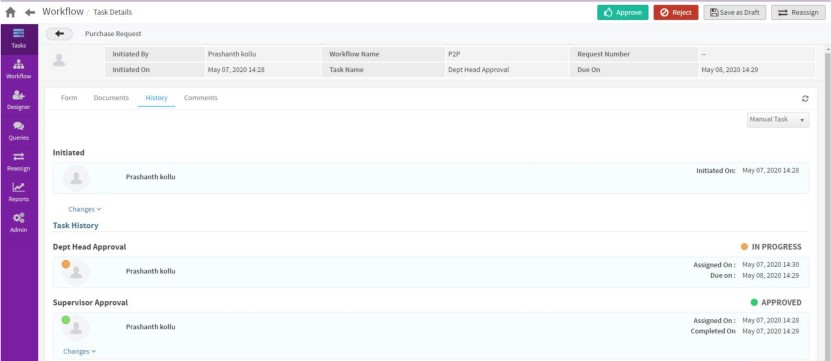 Workflow / Task Details
Approve
Reject
Save as Draft
Reassign
Tasks
Workflow
Designer
Queries
Reassign
Reports
Admin
Purchase Request
Initiated By Prashanth kollu Workflow Name P2P Request Number --
Initiated On May 07, 2020 14:28 Task Name Dept Head Approval Due On May 08, 2020 14:29
Form Documents History Comments
Manual Task
Initiated
Prashanth kollu
Initiated On: May 07, 2020 14:28
Changes
Task History
Dept Head Approval
IN PROGRESS
Prashanth kollu
Assigned On : May 07, 2020 14:30
Due on : May 08, 2020 14:29
Supervisor Approval
APPROVED
Prashanth kollu
Assigned On : May 07, 2020 14:28
Completed On May 07, 2020 14:29
Changes